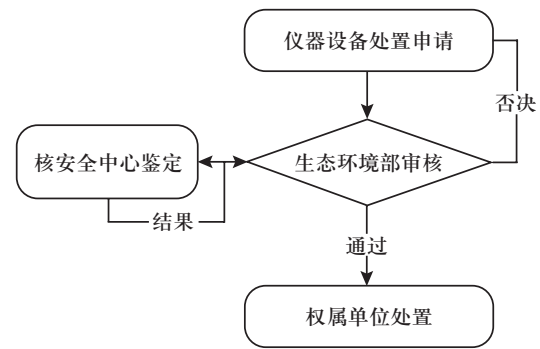 仪器设备处置申请
否决
核安全中心鉴定
生态环境部审核
结果
通过
权属单位处置